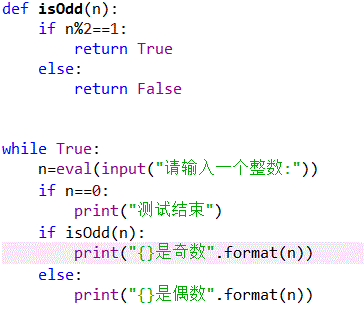 def isOdd(n):
    if n%2==1:
        return True
    else:
        return False
while True:
    n=eval(input("请输入一个整数:"))
    if n==0:
        print("测试结束")
    if isOdd(n):
        print("{}是奇数".format(n))
    else:
        print("{}是偶数".format(n))